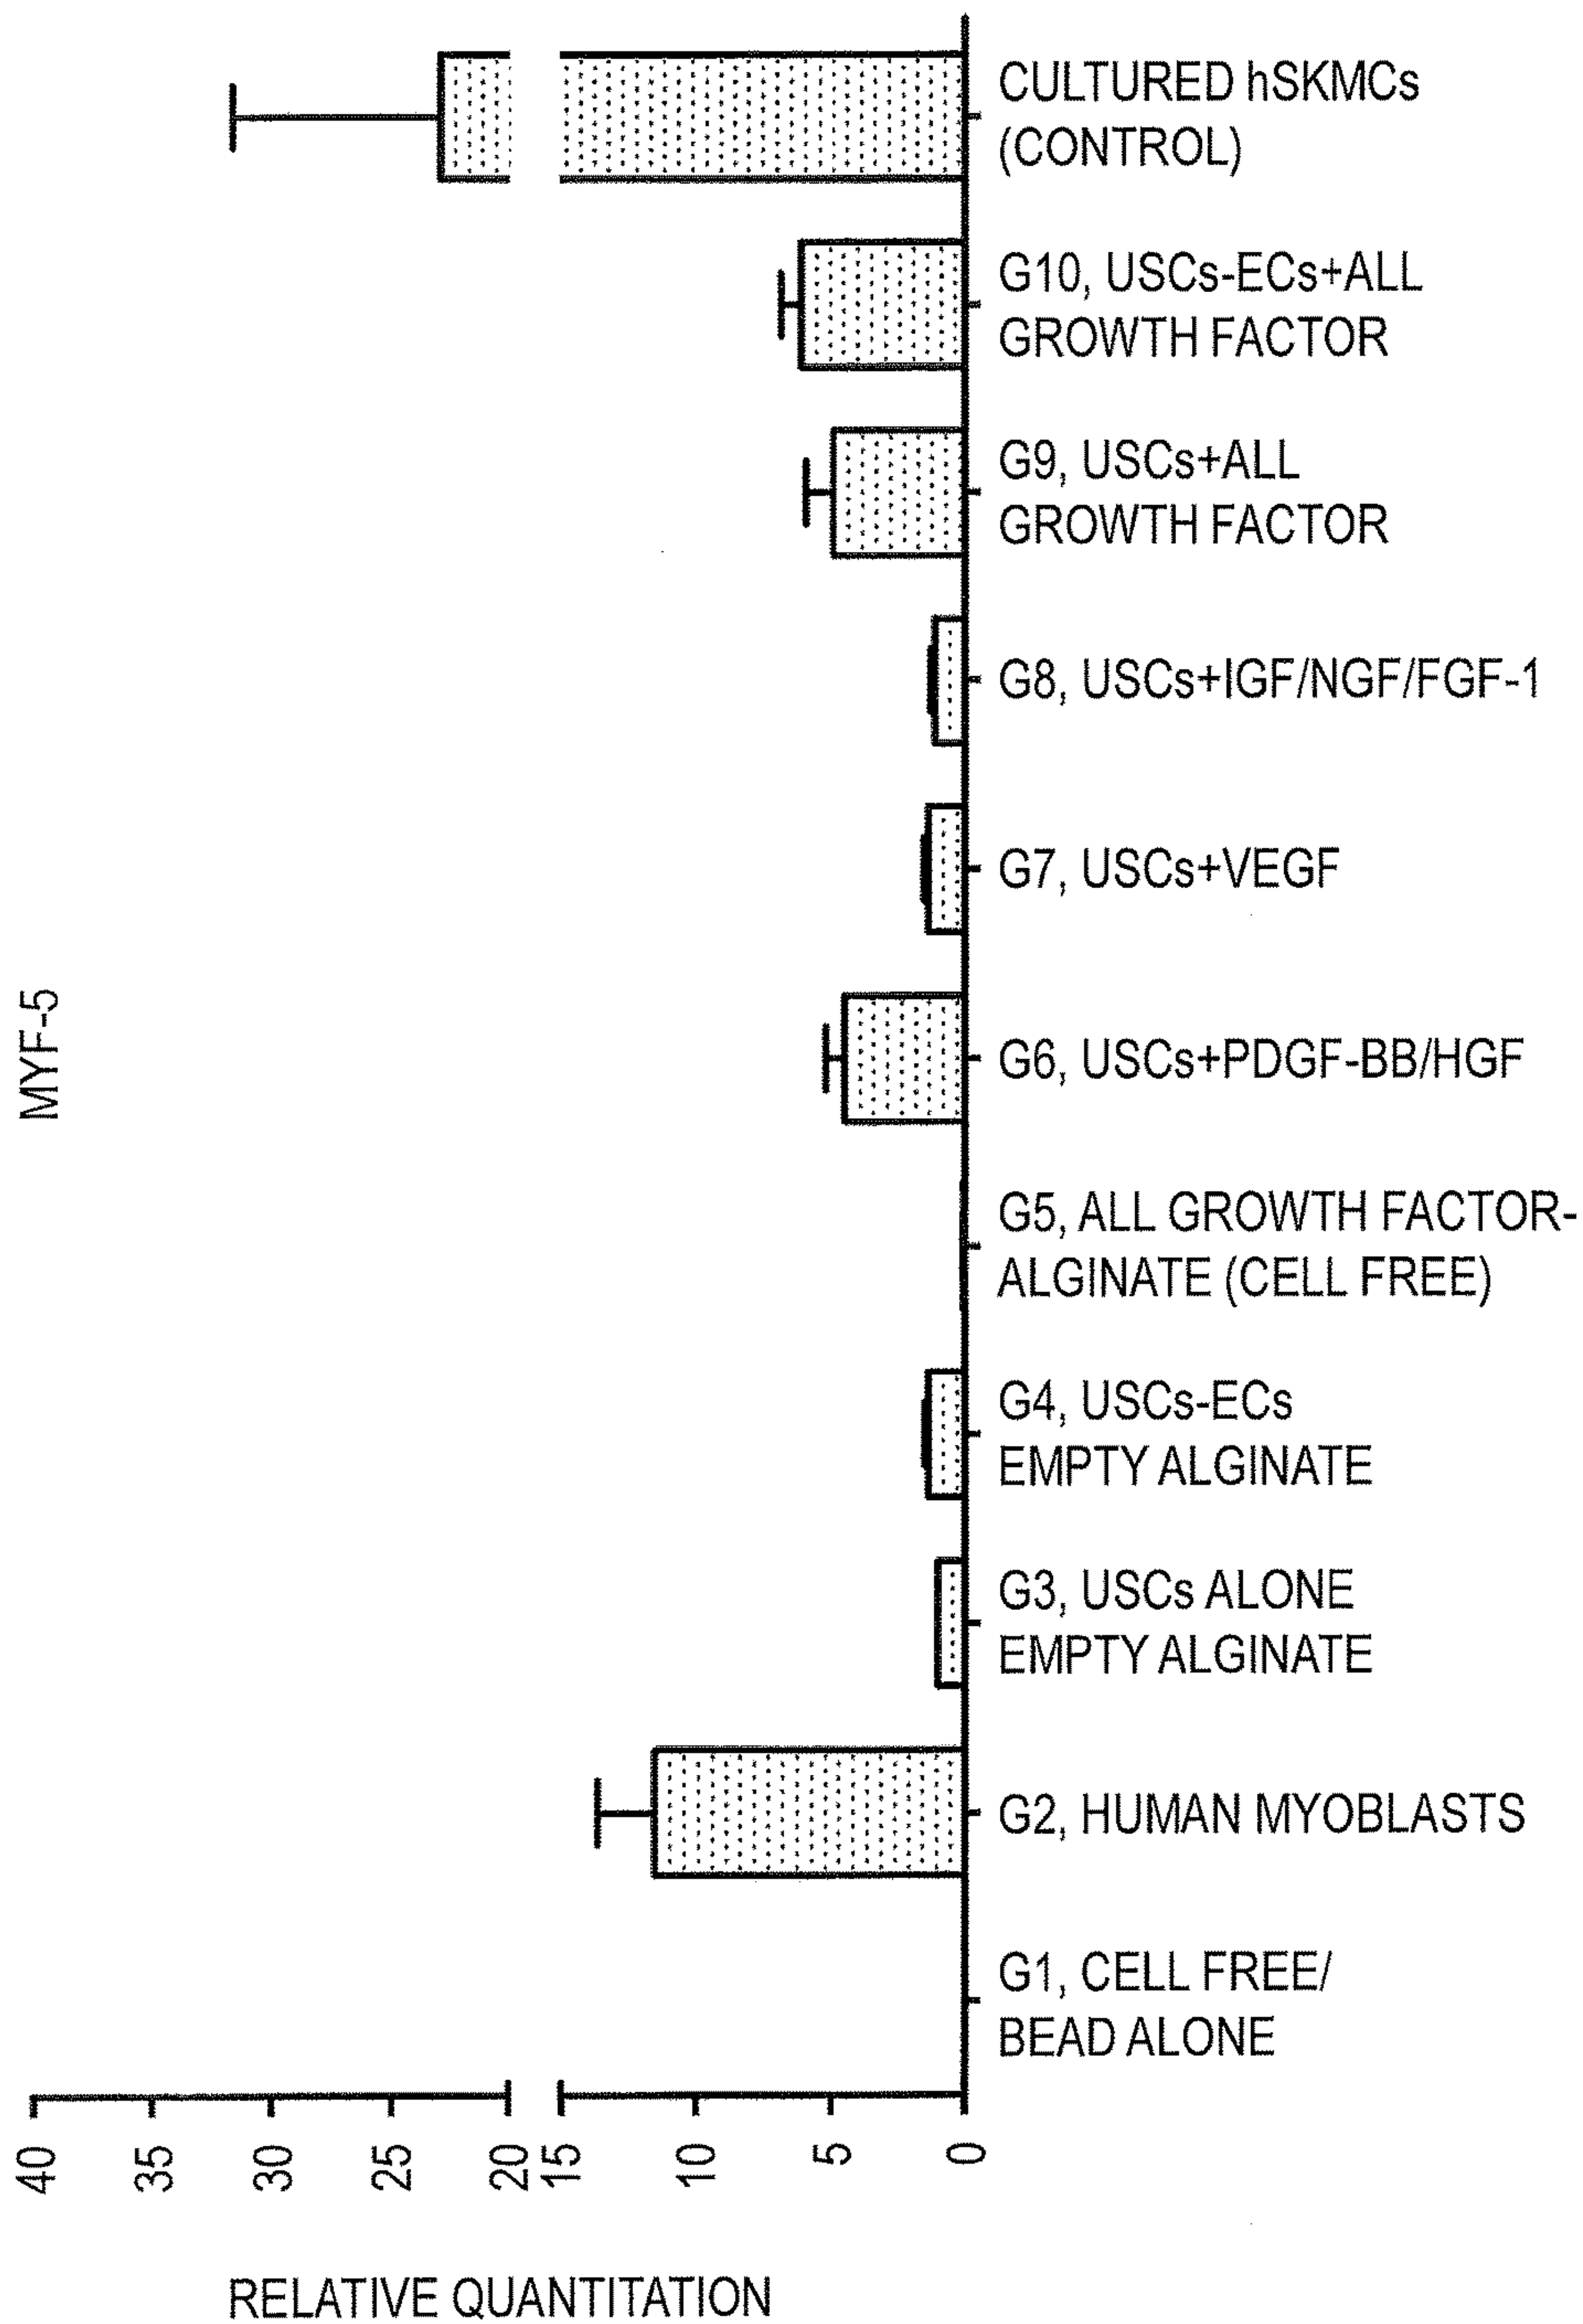 MYF-5
CULTURED hSKMCs
(CONTROL)
G10, USCs-ECs+ALL
GROWTH FACTOR
G9, USCs+ALL
GROWTH FACTOR
G8, USCs+IGF/NGF/FGF-1
G7, USCs+VEGF
G6, USCs+PDGF-BB/HGF
G5, ALL GROWTH FACTOR-
ALGINATE (CELL FREE)
G4, USCs-ECs
EMPTY ALGINATE
G3, USCs ALONE
EMPTY ALGINATE
G2, HUMAN MYOBLASTS
G1, CELL FREE/
BEAD ALONE
40
35
30
25
20
15
10
5
0
RELATIVE QUANTITATION